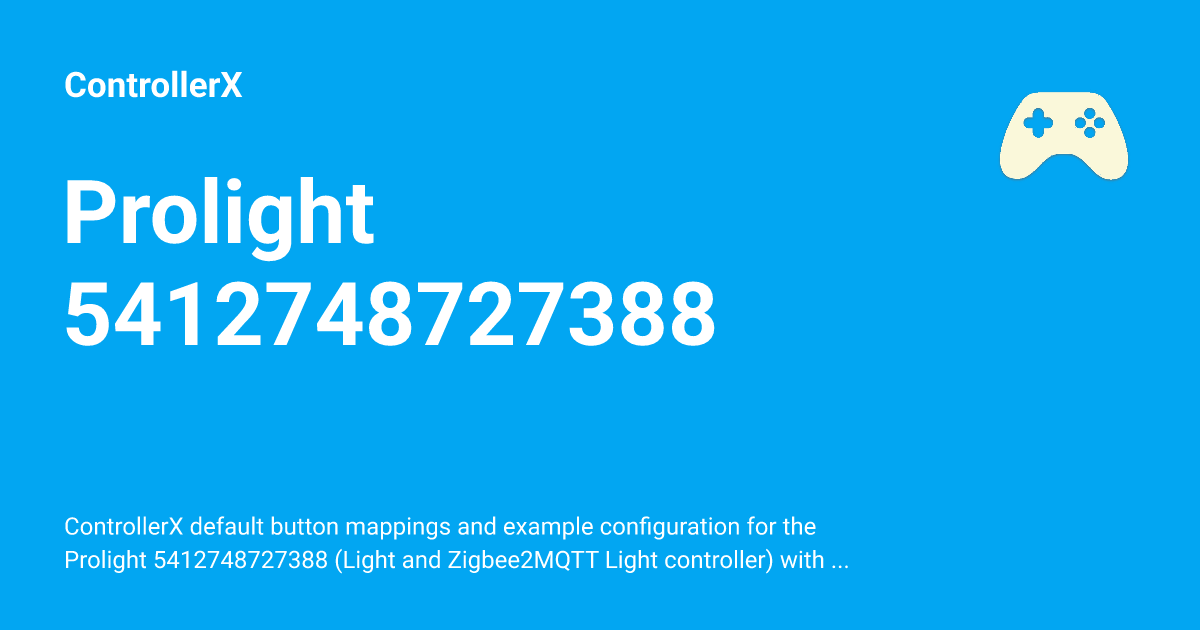 ControllerX
Prolight
5412748727388
ControllerX default button mappings and example configuration for the
Prolight 5412748727388 (Light and Zigbee2MQTT Light controller) with ...